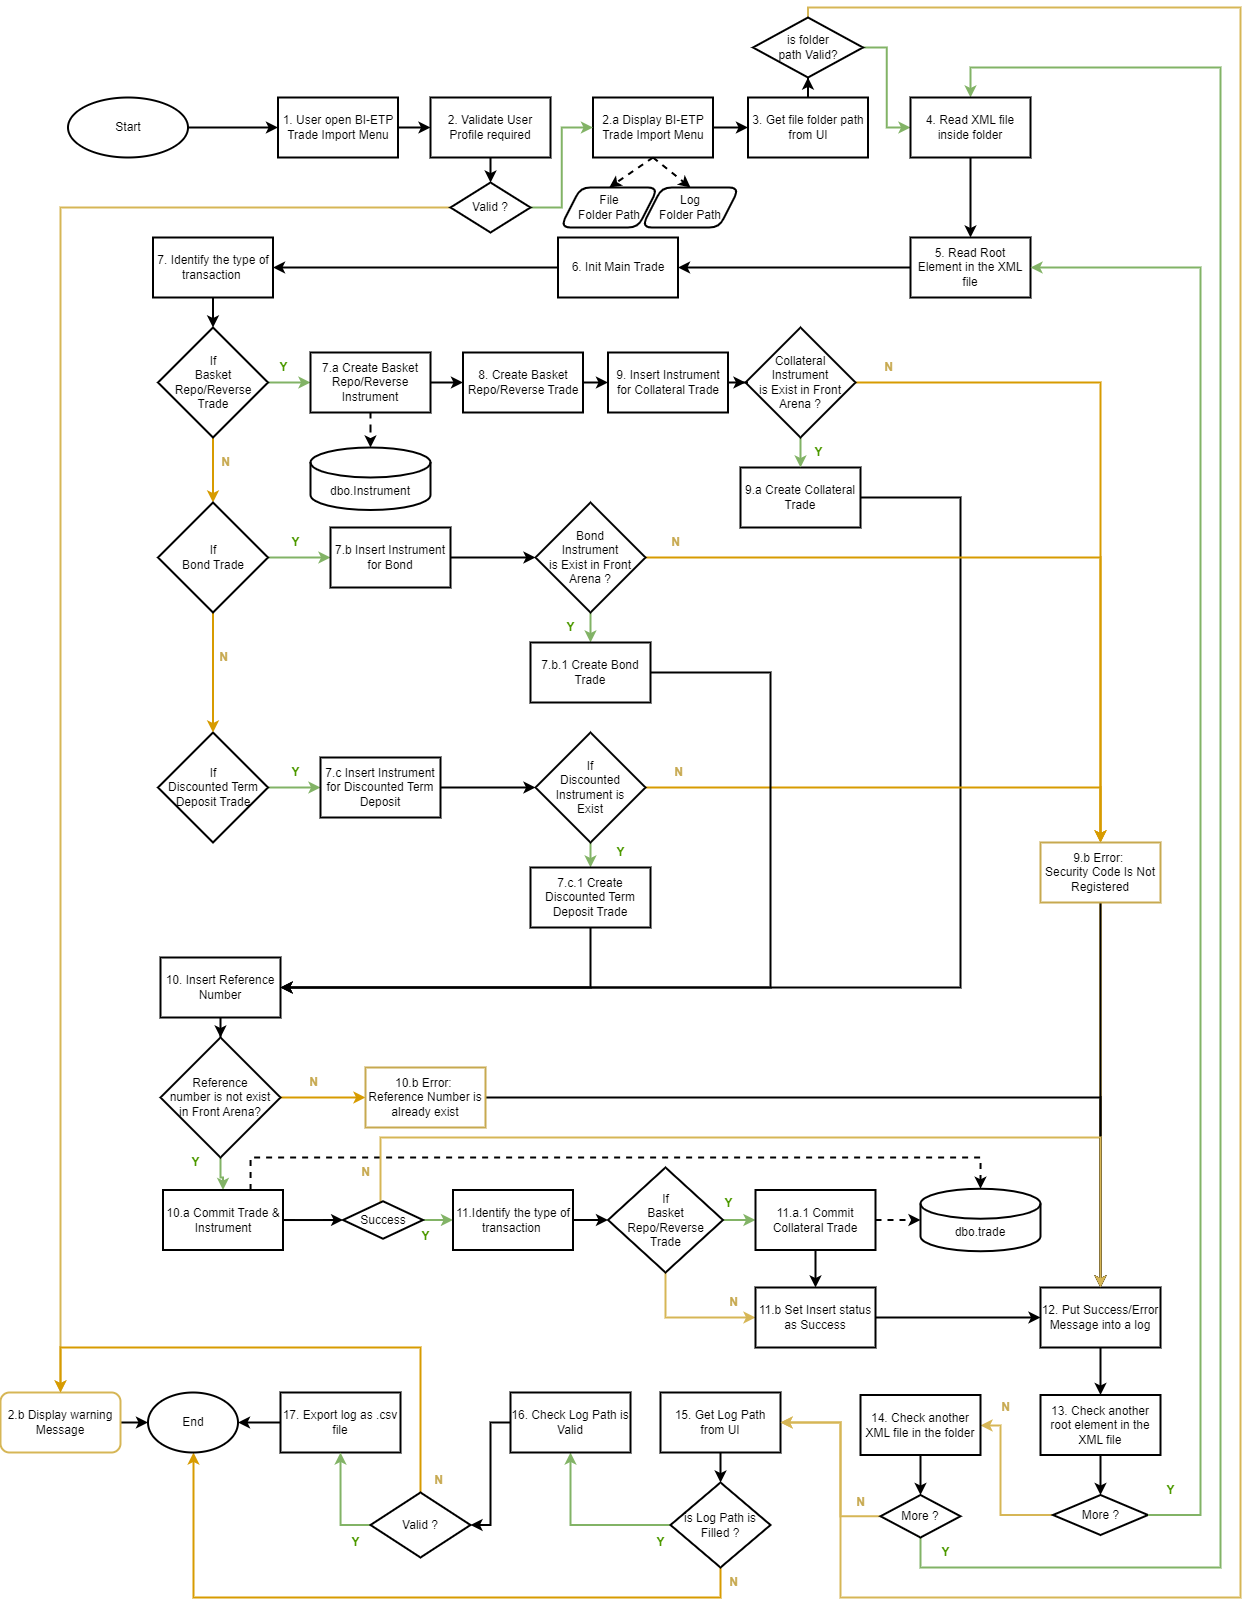 is folder
path Valid?
Start
1. User open BI-ETP
Trade Import Menu
2. Validate User
Profile required
2.a Display BI-ETP
Trade Import Menu
3. Get file folder path
from UI
4. Read XML file
inside folder
Valid ?
File
Folder Path
Log
Folder Path
7. Identify the type of
transaction
6. Init Main Trade
5. Read Root
Element in the XML
file
If
Basket
Repo/Reverse
Trade
Y
7.a Create Basket
Repo/Reverse
Instrument
8. Create Basket
Repo/Reverse Trade
9. Insert Instrument
for Collateral Trade
Collateral
Instrument
is Exist in Front
Arena ?
N
N
dbo.Instrument
Y
9.a Create Collateral
Trade
If
Bond Trade
Y
7.b Insert Instrument
for Bond
Bond
Instrument
is Exist in Front
Arena ?
N
Y
N
7.b.1 Create Bond
Trade
If
Discounted Term
Deposit Trade
Y
7.c Insert Instrument
for Discounted Term
Deposit
If
Discounted
Instrument is
Exist
N
Y
7.c.1 Create
Discounted Term
Deposit Trade
9.b Error:
Security Code Is Not
Registered
10. Insert Reference
Number
Reference
number is not exist
in Front Arena?
N
10.b Error:
Reference Number is
already exist
Y
N
10.a Commit Trade &
Instrument
Success
Y
11.Identify the type of
transaction
If
Basket
Repo/Reverse
Trade
Y
11.a.1 Commit
Collateral Trade
dbo.trade
N
11.b Set Insert status
as Success
12. Put Success/Error
Message into a log
2.b Display warning
Message
End
17. Export log as .csv
file
16. Check Log Path is
Valid
15. Get Log Path
from UI
14. Check another
XML file in the folder
N
13. Check another
root element in the
XML file
N
Valid ?
Y
is Log Path is
Filled ?
Y
N
N
More ?
Y
More ?
Y